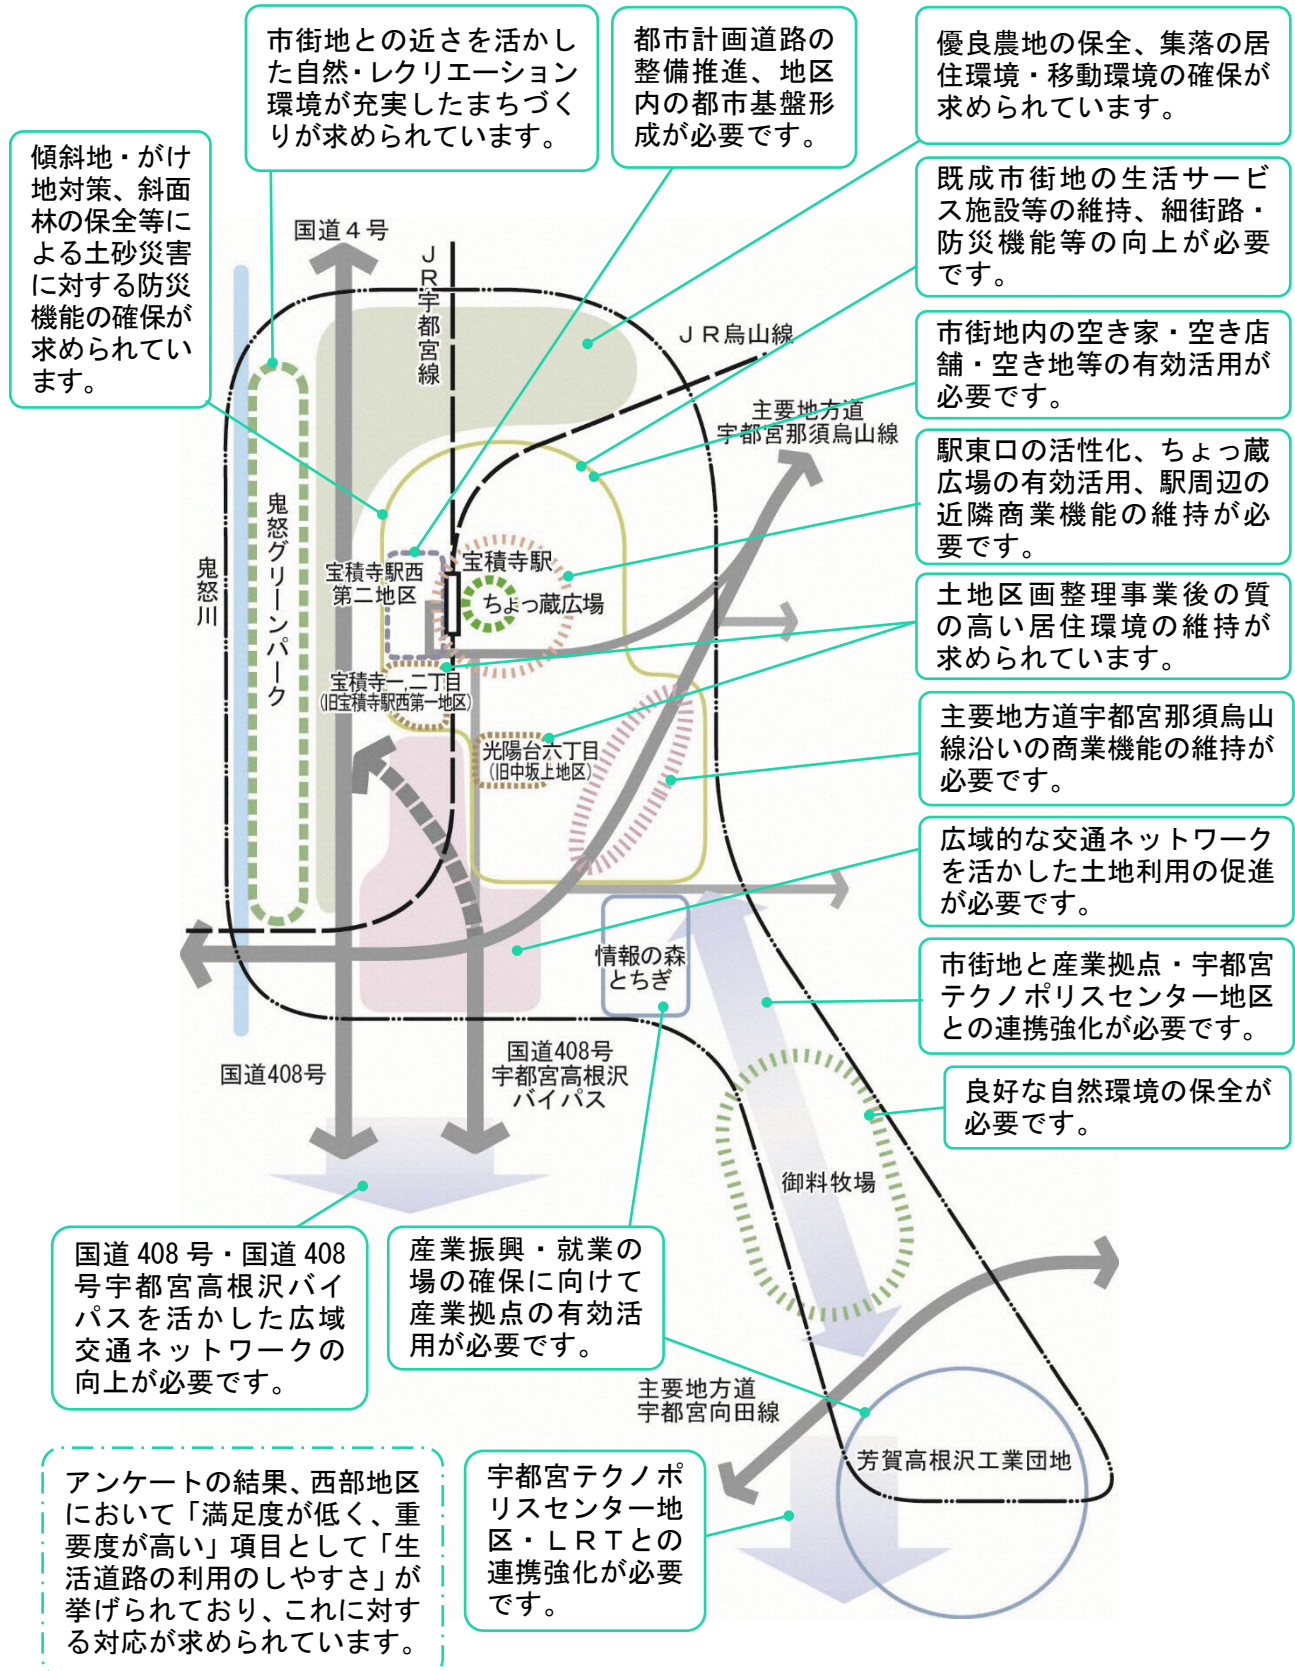 市街地との近さを活かし
た自然・レクリエーション
環境が充実したまちづく
りが求められています。
都市計画道路の
整備推進、地区
内の都市基盤形
成が必要です。
優良農地の保全、集落の居
住環境・移動環境の確保が
求められています。
傾斜地・がけ
地対策、斜面
林の保全等に
よる土砂災害
に対する防災
機能の確保が
求められてい
ます。
既成市街地の生活サービ
ス施設等の維持、細街路・
防災機能等の向上が必要
です。
市街地内の空き家・空き店
舗・空き地等の有効活用が
必要です。
駅東口の活性化、ちょっ蔵
広場の有効活用、駅周辺の
近隣商業機能の維持が必
要です。
土地区画整理事業後の質
の高い居住環境の維持が
求められています。
主要地方道宇都宮那須烏山
線沿いの商業機能の維持が
必要です。
広域的な交通ネットワーク
を活かした土地利用の促進
が必要です。
市街地と産業拠点・宇都宮
テクノポリスセンター地区
との連携強化が必要です。
良好な自然環境の保全が
必要です。
国道４号
ＪＲ宇都宮線
ＪＲ烏山線
主要地方道
宇都宮那須烏山線
鬼怒川
鬼怒グリーンパーク
宝積寺駅西
第二地区
宝積寺駅
ちょっ蔵広場
宝積寺一,二丁目
(旧宝積寺駅西第一地区)
光陽台六丁目
(旧中坂上地区)
情報の森
とちぎ
国道408号
国道408号
宇都宮高根沢
バイパス
御料牧場
主要地方道
宇都宮向田線
芳賀高根沢工業団地
国道 408 号・国道 408
号宇都宮高根沢バイ
パスを活かした広域
交通ネットワークの
向上が必要です。
産業振興・就業の
場の確保に向けて
産業拠点の有効活
用が必要です。
アンケートの結果、西部地区
において「満足度が低く、重
要度が高い」項目として「生
活道路の利用のしやすさ」が
挙げられており、これに対す
る対応が求められています。
宇都宮テクノポ
リスセンター地
区・ＬＲＴとの
連携強化が必要
です。